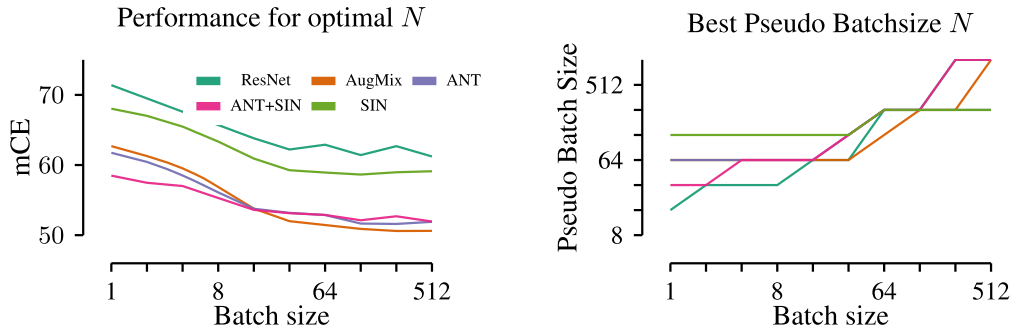 Performance for optimal N
mCE
70
60
50
ResNet
AugMix
ANT
ANT+SIN
SIN
1
8
64
512
Batch size
Best Pseudo Batchsize N
Pseudo Batch Size
512
64
8
1
8
64
512
Batch size